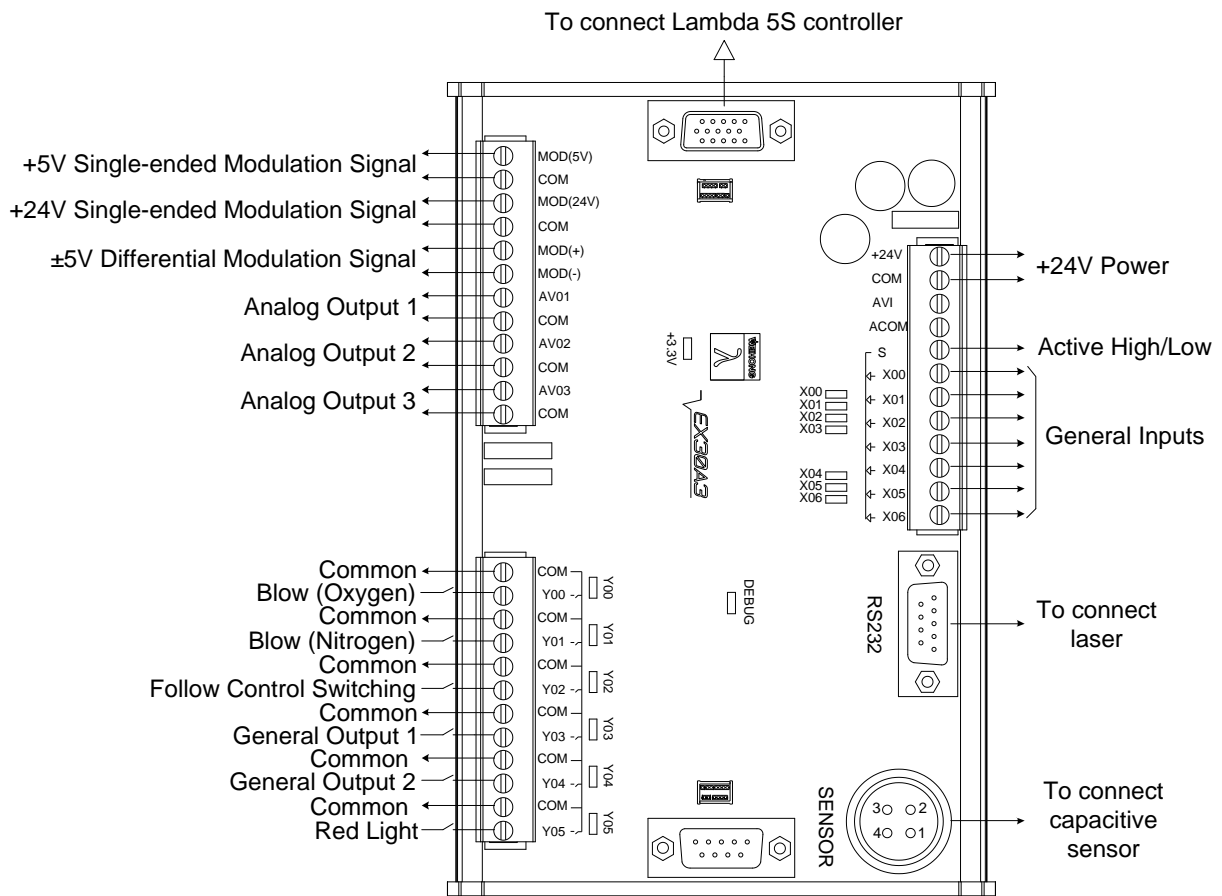 To connect Lambda 5S controller
+5V Single-ended Modulation Signal
+24V Single-ended Modulation Signal
±5V Differential Modulation Signal
Analog Output 1
Analog Output 2
Analog Output 3
MOD(5V)
COM
MOD(24V)
COM
MOD(+)
MOD(-)
AV01
COM
AV02
COM
AV03
COM
+3.3V
WEIHONG
λ
EX30A3
+24V
COM
AVI
ACOM
S
X00
X01
X02
X03
X04
X05
X06
X00
X01
X02
X03
X04
X05
X06
+24V Power
Active High/Low
General Inputs
Common
Blow (Oxygen)
Common
Blow (Nitrogen)
Common
Follow Control Switching
Common
General Output 1
Common
General Output 2
Common
Red Light
COM
Y00
COM
Y01
COM
Y02
COM
Y03
COM
Y04
COM
Y05
Y00
Y01
Y02
Y03
Y04
Y05
DEBUG
RS232
To connect
laser
SENSOR
3
2
4
1
To connect
capacitive
sensor